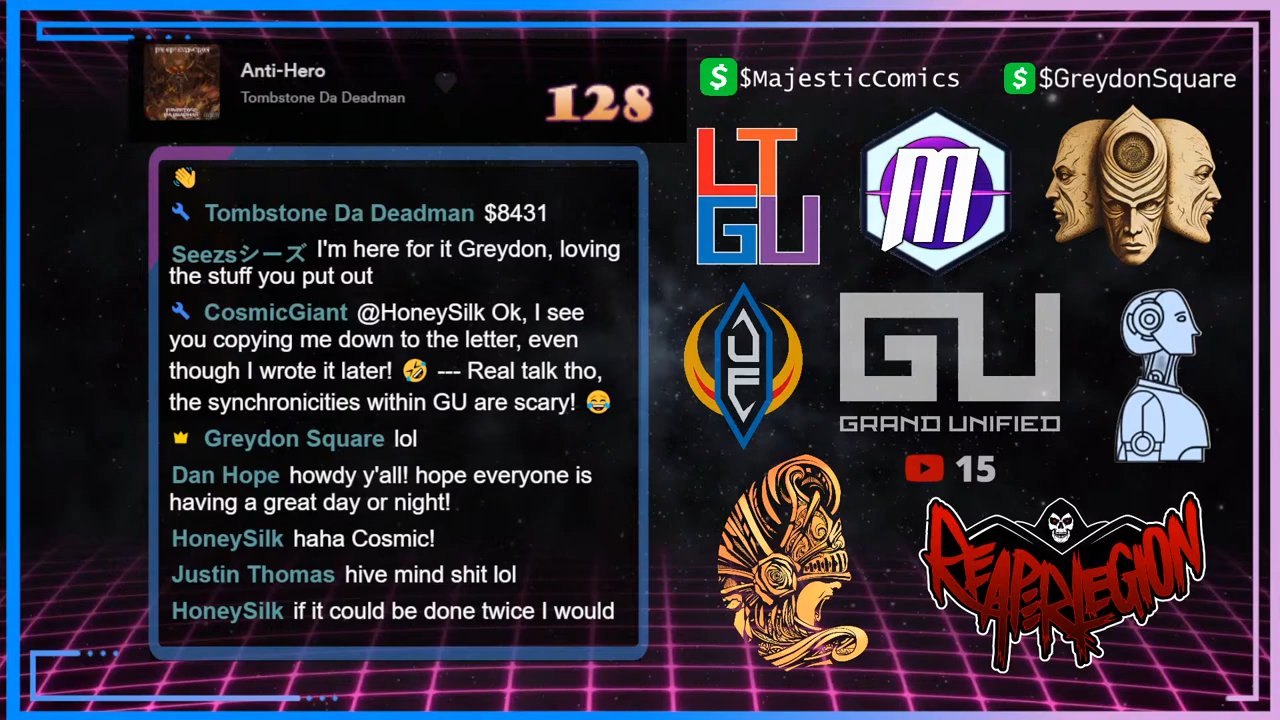 Anti-Hero
Tombstone Da Deadman
128
$MajesticComics
$GreydonSquare
👋
Tombstone Da Deadman $8431
Seezsシーズ I'm here for it Greydon, loving
the stuff you put out
CosmicGiant @HoneySilk Ok, I see
you copying me down to the letter, even
though I wrote it later! 🤣 --- Real talk tho,
the synchronicities within GU are scary! 😂
Greydon Square lol
Dan Hope howdy y'all! hope everyone is
having a great day or night!
HoneySilk haha Cosmic!
Justin Thomas hive mind shit lol
HoneySilk if it could be done twice I would
LT
GU
M
GU
GRAND UNIFIED
15
REAPERLEGION